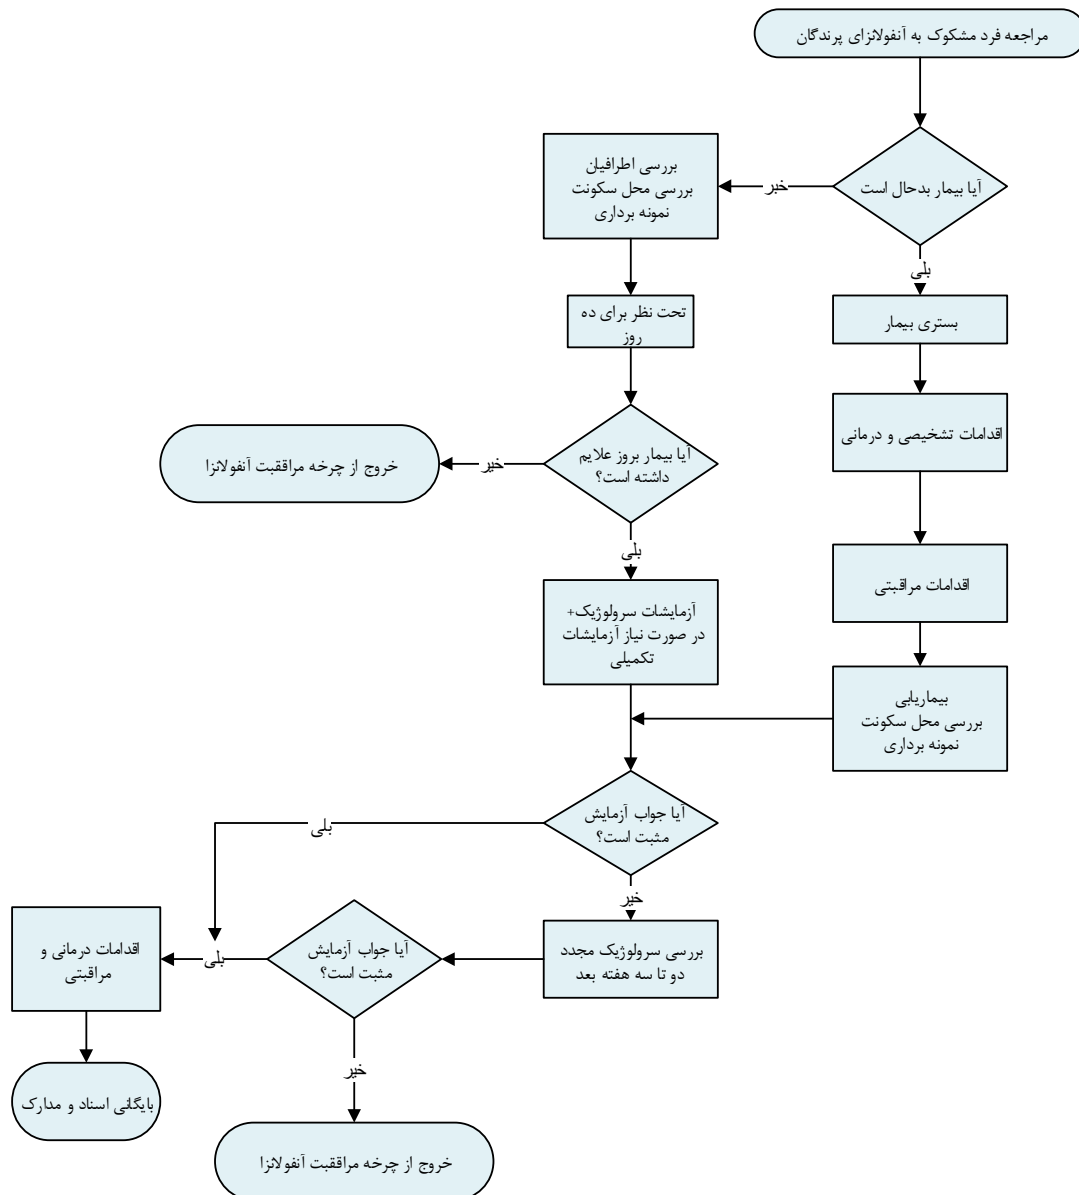 مراجعه فرد مشکوک به آنفولانزای پرندگان
آیا بیمار بدحال است
خیر
بررسی اطرافیان
بررسی محل سکونت
نمونه برداری
بلی
تحت نظر برای ده
روز
بستری بیمار
اقدامات تشخیصی و درمانی
آیا بیمار بروز علایم
داشته است؟
خیر
خروج از چرخه مراققبت آنفولانزا
بلی
اقدامات مراقبتی
آزمایشات سرولوژیک+
در صورت نیاز آزمایشات
تکمیلی
بیماریابی
بررسی محل سکونت
نمونه برداری
آیا جواب آزمایش
مثبت است؟
بلی
خیر
بررسی سرولوژیک مجدد
دو تا سه هفته بعد
آیا جواب آزمایش
مثبت است؟
بلی
اقدامات درمانی و
مراقبتی
خیر
بایگانی اسناد و مدارک
خروج از چرخه مراققبت آنفولانزا